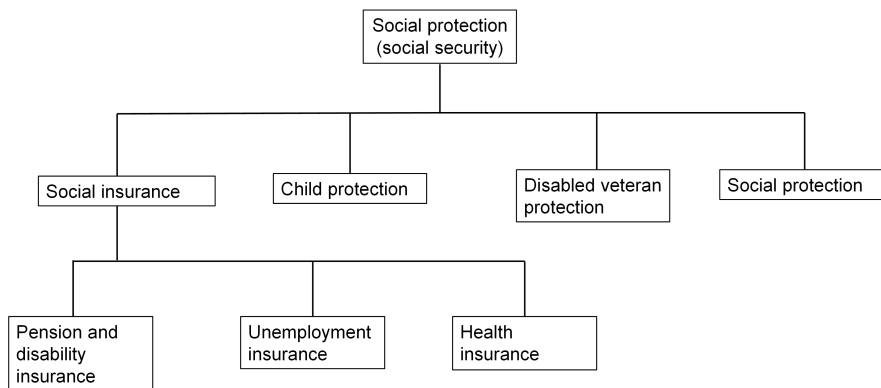 Social protection
(social security)
Social insurance
Child protection
Disabled veteran
protection
Social protection
Pension and
disability
insurance
Unemployment
insurance
Health
insurance